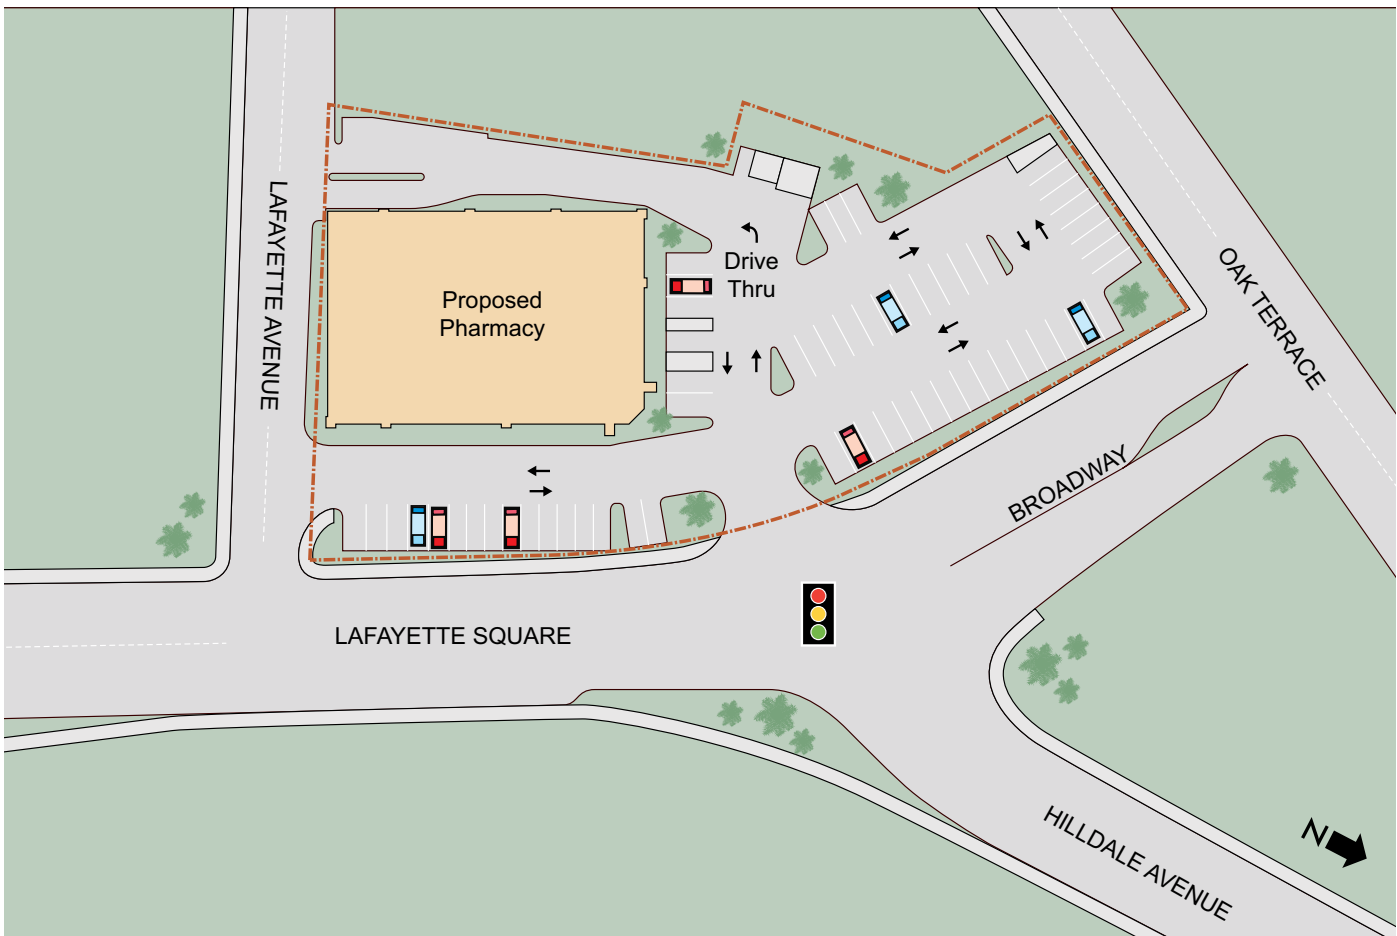 LAFAYETTE AVENUE
Proposed
Pharmacy
Drive
Thru
OAK TERRACE
BROADWAY
LAFAYETTE SQUARE
HILLDALE AVENUE
N